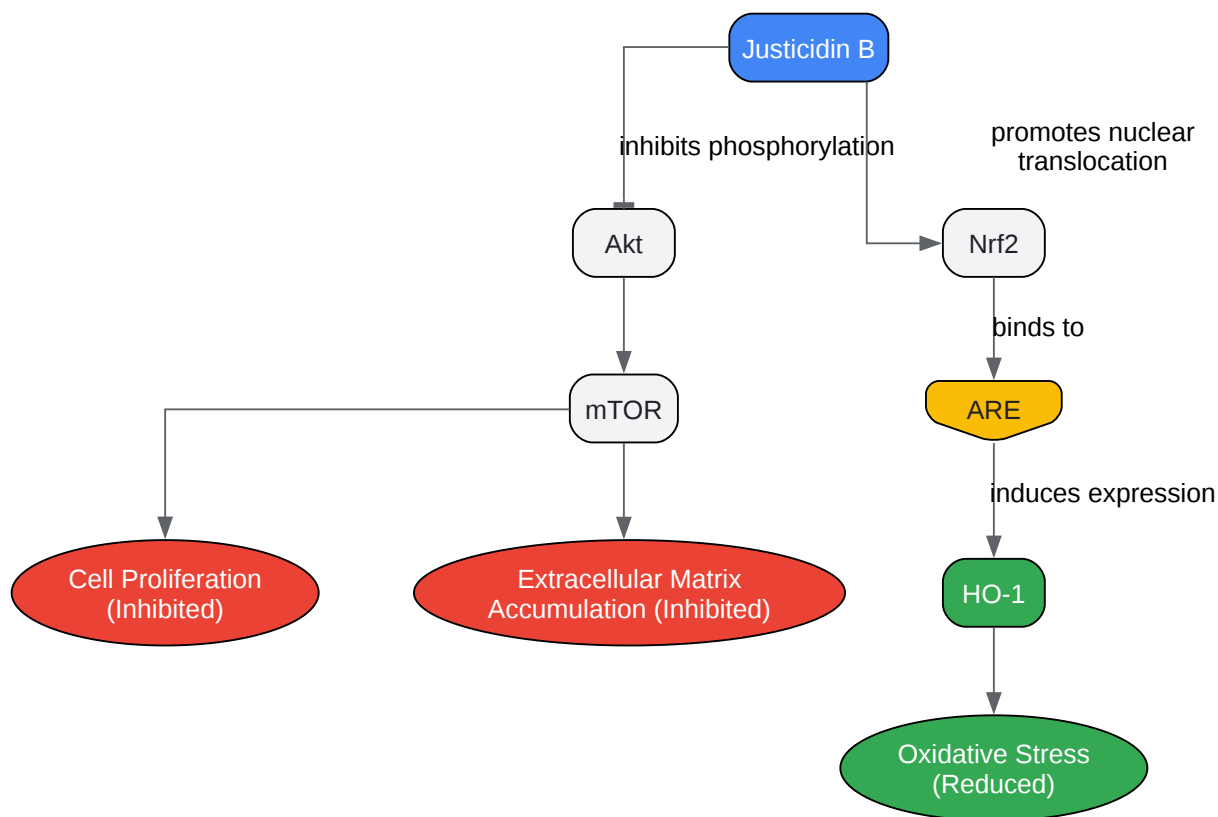 Justicidin B
inhibits phosphorylation
promotes nuclear
translocation
Akt
Nrf2
binds to
mTOR
ARE
induces expression
Cell Proliferation
(Inhibited)
Extracellular Matrix
Accumulation (Inhibited)
HO-1
Oxidative Stress
(Reduced)